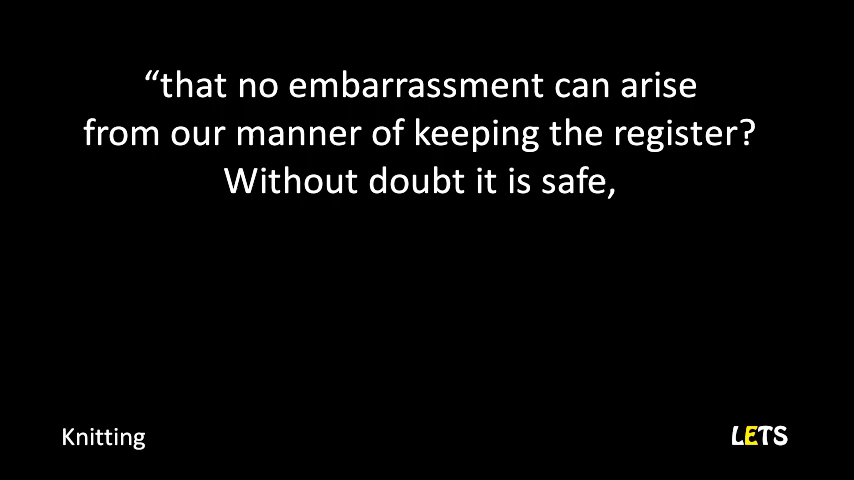 “that no embarrassment can arise
from our manner of keeping the register?
Without doubt it is safe,
Knitting
LETS